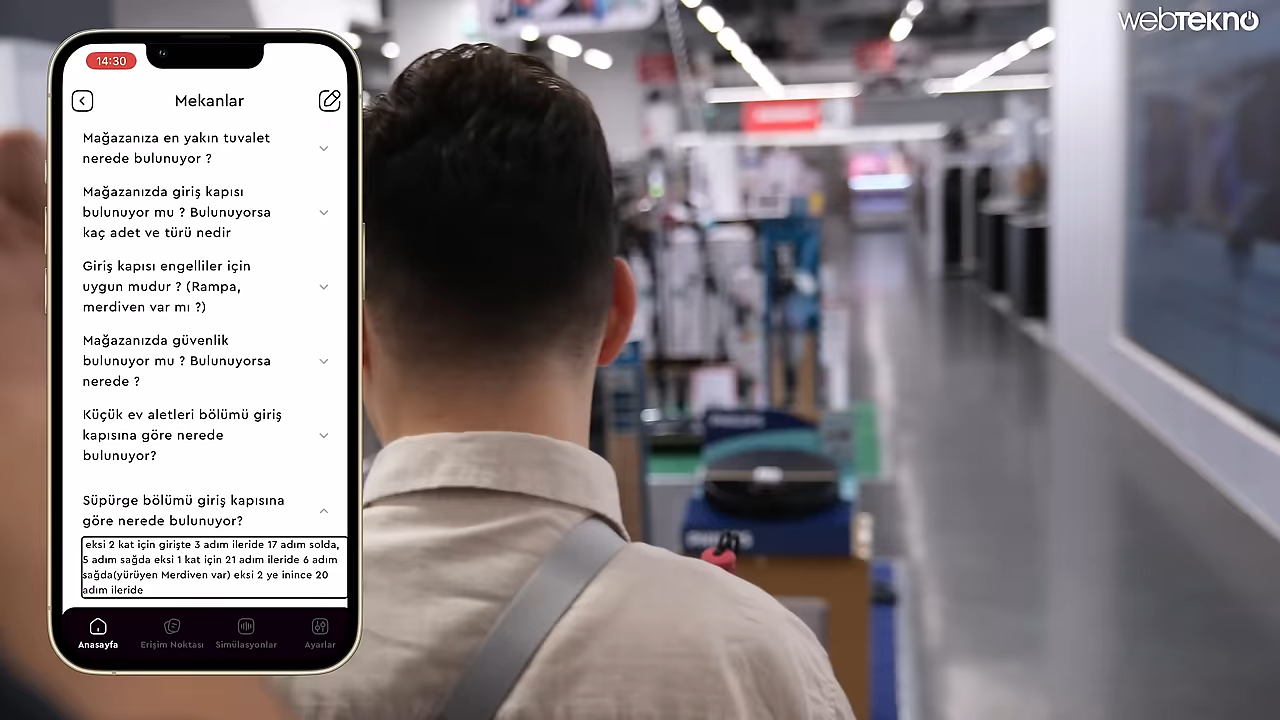 webTEKNO
14:30
Mekanlar
Mağazanıza en yakın tuvalet
nerede bulunuyor ?
Mağazanızda giriş kapısı
bulunuyor mu ? Bulunuyorsa
kaç adet ve türü nedir
Giriş kapısı engelliler için
uygun mudur ? (Rampa,
merdiven var mı ?)
Mağazanızda güvenlik
bulunuyor mu ? Bulunuyorsa
nerede ?
Küçük ev aletleri bölümü giriş
kapısına göre nerede
bulunuyor?
Süpürge bölümü giriş kapısına
göre nerede bulunuyor?
eksi 2 kat için girişte 3 adım ileride 17 adım solda,
5 adım sağda eksi 1 kat için 21 adım ileride 6 adım
sağda(yürüyen Merdiven var) eksi 2 ye inince 20
adım ileride
Anasayfa
Erişim Noktası
Simülasyonlar
Ayarlar